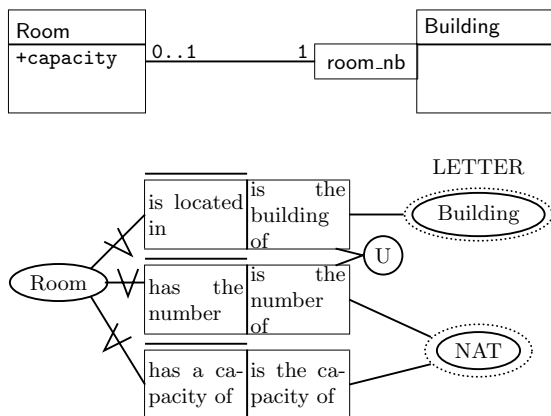 Room
Building
+capacity
0..1
1
room_nb
LETTER
is located
in
is the
building
of
Building
U
Room
has the
number
is the
number
of
NAT
has a ca-
pacity of
is the ca-
pacity of